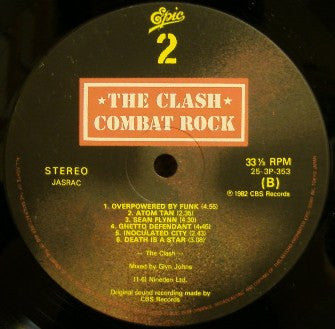 Epic
2
★ THE CLASH ★
COMBAT ROCK
STEREO
JASRAC
33 1/3 RPM
25·3P-353
(B)
℗ 1982 CBS Records
1. OVERPOWERED BY FUNK (4.55)
2. ATOM TAN (2.35)
3. SEAN FLYNN (4.30)
4. GHETTO DEFENDANT (4•45)
5. INOCULATED CITY (2.43)
6. DEATH IS A STAR (3.08)
— The Clash —
Mixed by Glyn Johns
(1-6) Nineden Ltd.
Original sound recording made by
CBS Records